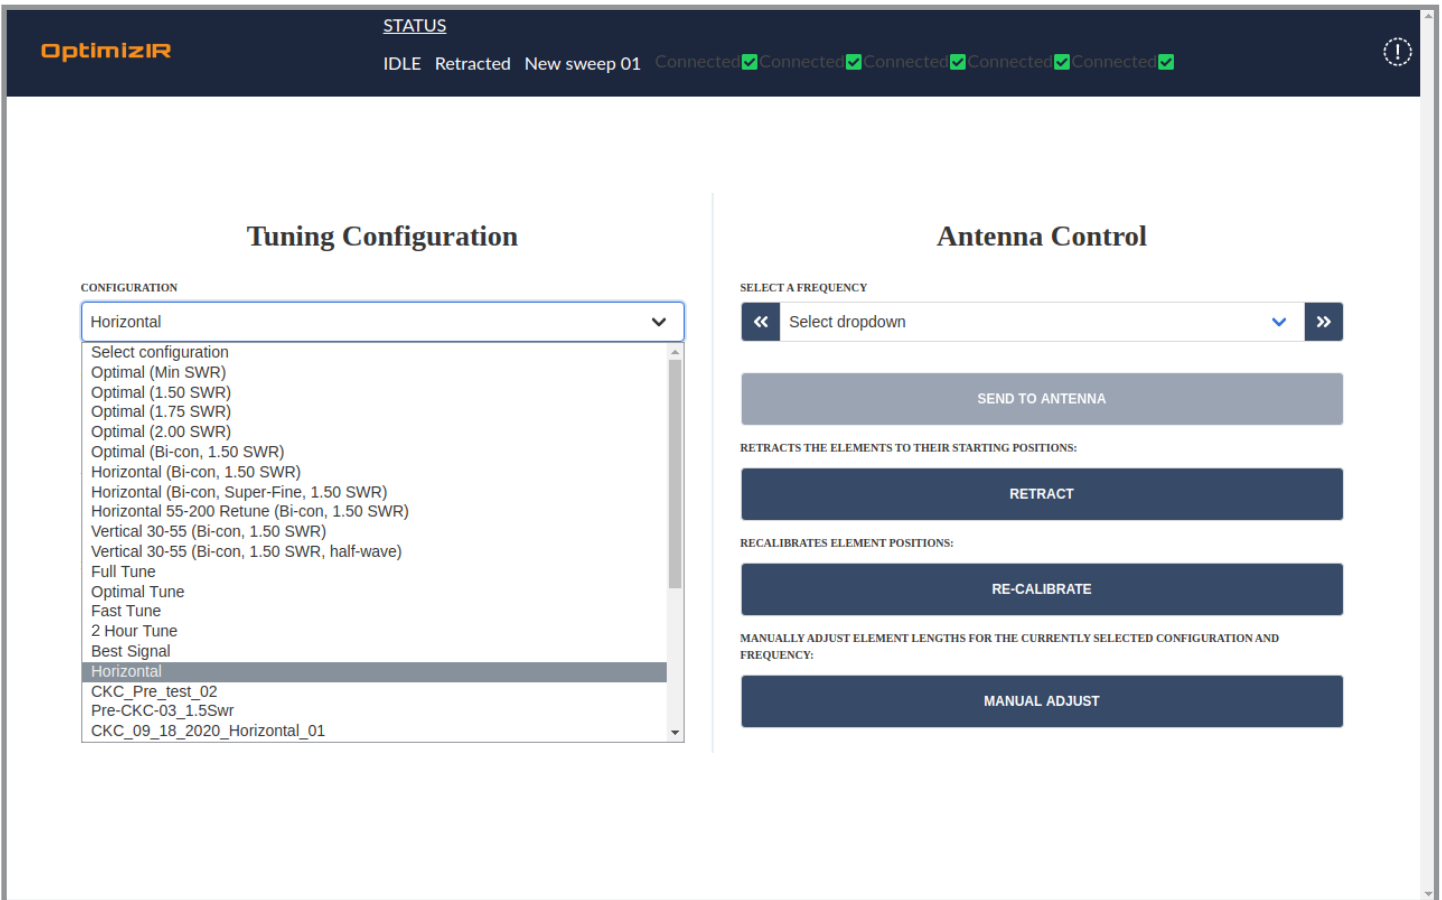 OptimizIR
STATUS
IDLE Retracted New sweep 01 Connected Connected Connected Connected Connected
Tuning Configuration
CONFIGURATION
Horizontal
Select configuration
Optimal (Min SWR)
Optimal (1.50 SWR)
Optimal (1.75 SWR)
Optimal (2.00 SWR)
Optimal (Bi-con, 1.50 SWR)
Horizontal (Bi-con, 1.50 SWR)
Horizontal (Bi-con, Super-Fine, 1.50 SWR)
Horizontal 55-200 Retune (Bi-con, 1.50 SWR)
Vertical 30-55 (Bi-con, 1.50 SWR)
Vertical 30-55 (Bi-con, 1.50 SWR, half-wave)
Full Tune
Optimal Tune
Fast Tune
2 Hour Tune
Best Signal
Horizontal
CKC_Pre_test_02
Pre-CKC-03_1.5Swr
CKC_09_18_2020_Horizontal_01
Antenna Control
SELECT A FREQUENCY
Select dropdown
SEND TO ANTENNA
RETRACTS THE ELEMENTS TO THEIR STARTING POSITIONS:
RETRACT
RECALIBRATES ELEMENT POSITIONS:
RE-CALIBRATE
MANUALLY ADJUST ELEMENT LENGTHS FOR THE CURRENTLY SELECTED CONFIGURATION AND
FREQUENCY:
MANUAL ADJUST